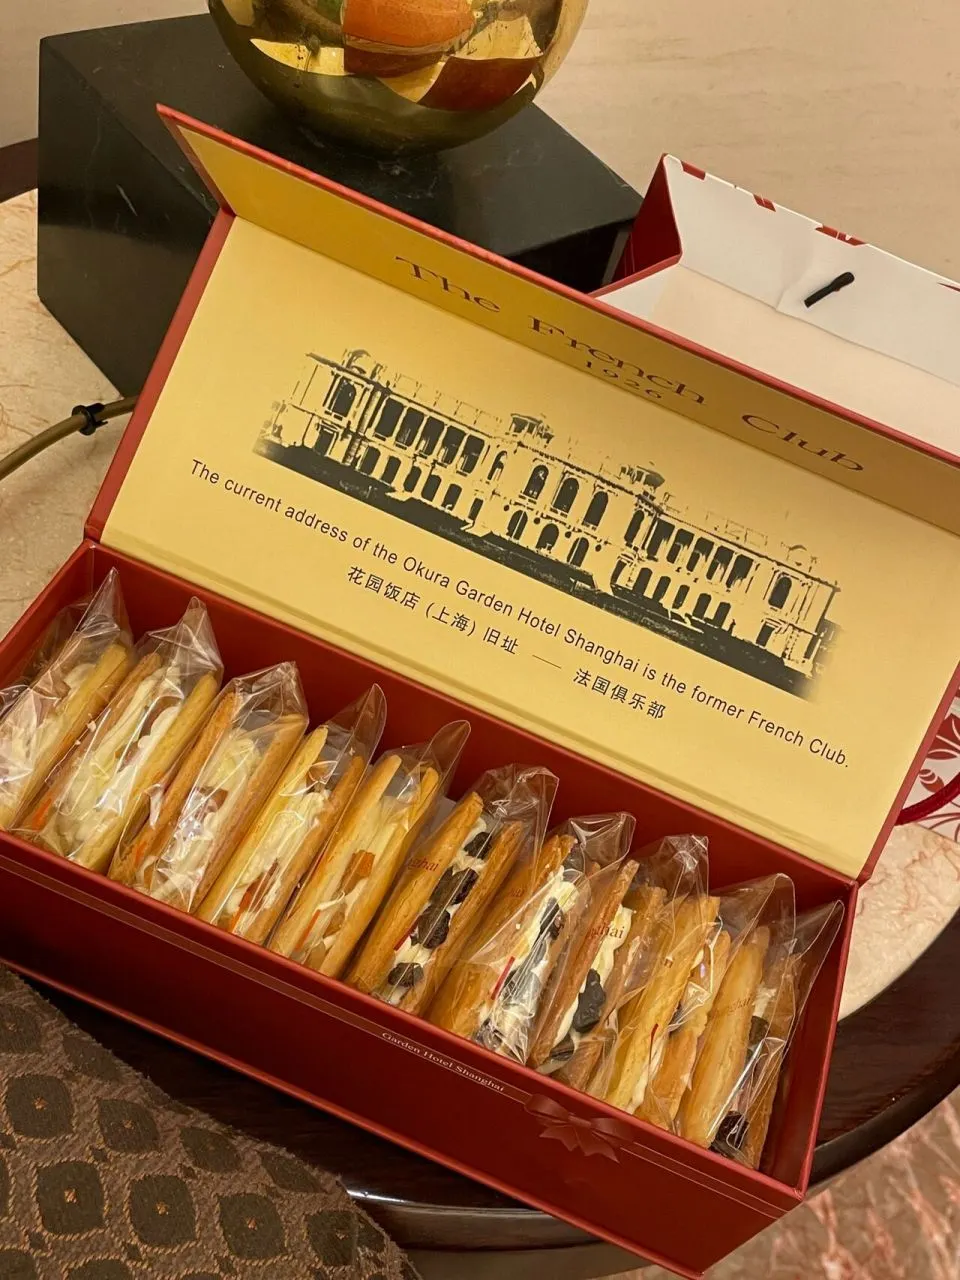 The French Club
1926
The current address of the Okura Garden Hotel Shanghai is the former French Club.
花园饭店 (上海) 旧址 —— 法国俱乐部
Garden Hotel Shanghai